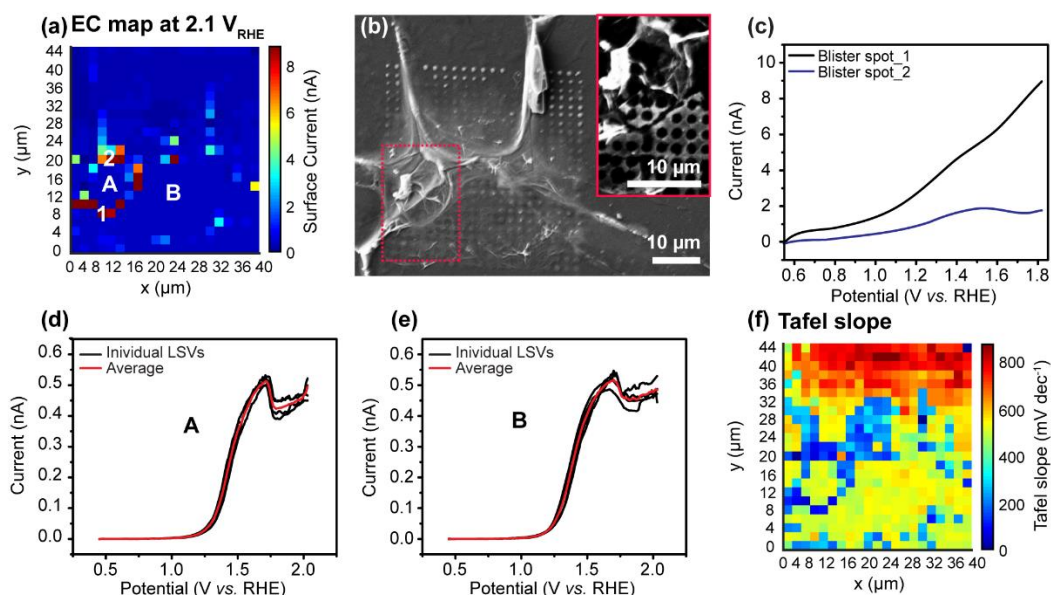 (a) EC map at 2.1 V_RHE
44
40
36
32
28
24
20
16
12
8
4
0
y (µm)
0 4 8 12 16 20 24 28 32 36 40
x (µm)
2
A
B
1
8
6
4
2
0
Surface Current (nA)
(b)
10 µm
10 µm
(c)
Blister spot_1
Blister spot_2
10
8
6
4
2
0
Current (nA)
0.6 0.8 1.0 1.2 1.4 1.6 1.8
Potential (V vs. RHE)
(d)
Inividual LSVs
Average
A
0.6
0.5
0.4
0.3
0.2
0.1
0.0
Current (nA)
0.5 1.0 1.5 2.0
Potential (V vs. RHE)
(e)
Inividual LSVs
Average
B
0.6
0.5
0.4
0.3
0.2
0.1
0.0
Current (nA)
0.5 1.0 1.5 2.0
Potential (V vs. RHE)
(f) Tafel slope
44
40
36
32
28
24
20
16
12
8
4
0
y (µm)
0 4 8 12 16 20 24 28 32 36 40
x (µm)
800
600
400
200
0
Tafel slope (mV dec⁻¹)